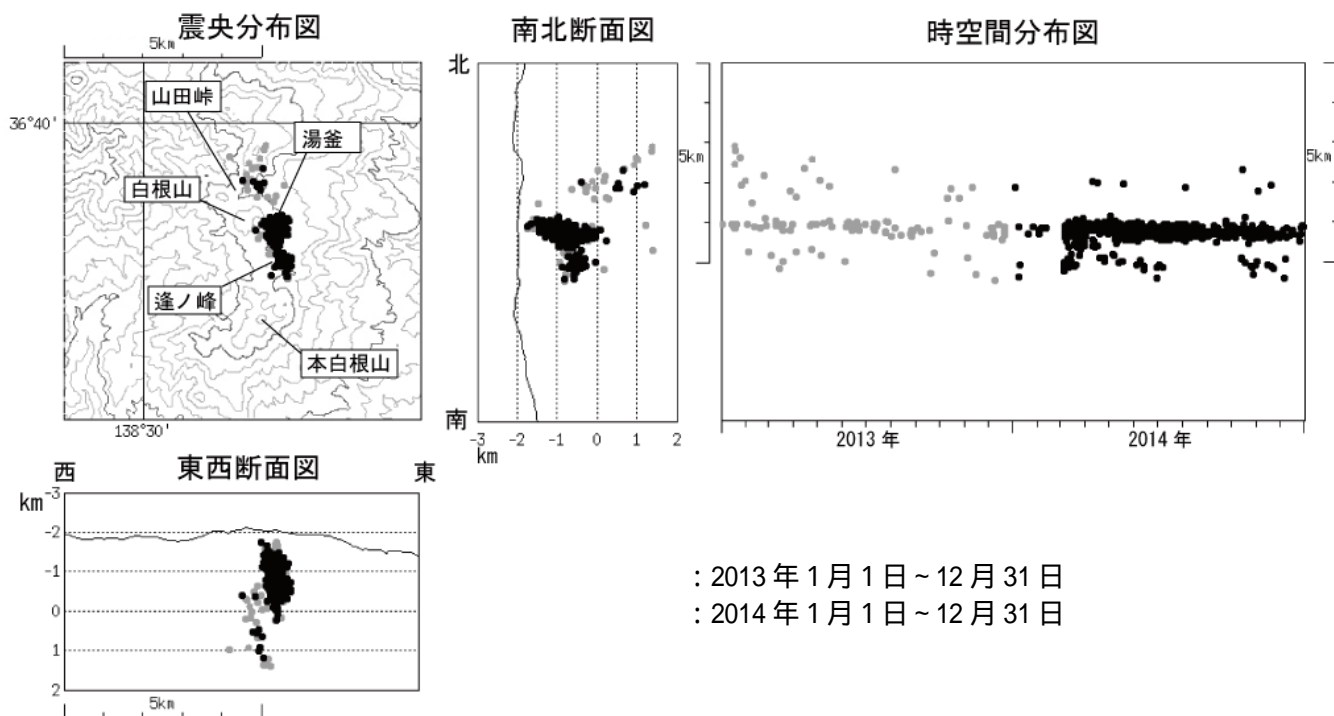 震央分布図
5km
36°40'
山田峠
湯釜
白根山
逢ノ峰
本白根山
138°30'
南北断面図
北
南
-3 -2 -1 0 1 2
km
時空間分布図
5km
5km
2013 年
2014 年
東西断面図
西
東
km
-3
-2
-1
0
1
2
5km
: 2013 年 1 月 1 日 ~ 12 月 31 日
: 2014 年 1 月 1 日 ~ 12 月 31 日